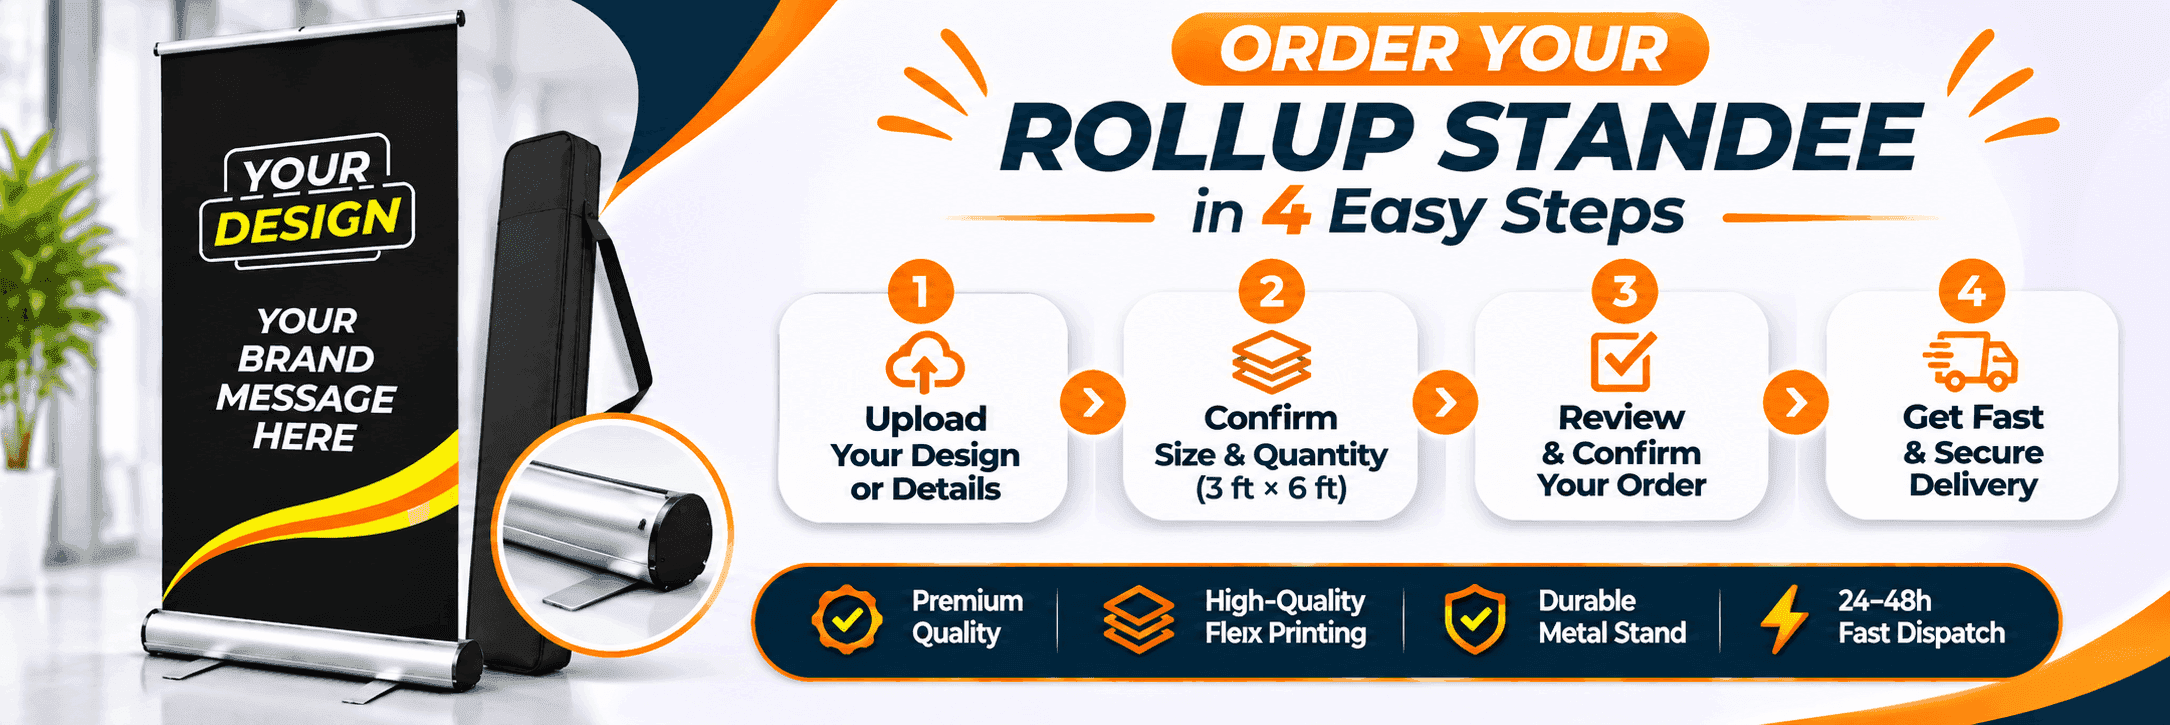 YOUR
DESIGN
YOUR
BRAND
MESSAGE
HERE
ORDER YOUR
ROLLUP STANDEE
in 4 Easy Steps
1
Upload
Your Design
or Details
2
Confirm
Size & Quantity
(3 ft × 6 ft)
3
Review
& Confirm
Your Order
4
Get Fast
& Secure
Delivery
Premium
Quality
High-Quality
Fleıx Printing
Durable
Metal Stand
24–48h
Fast Dispatch